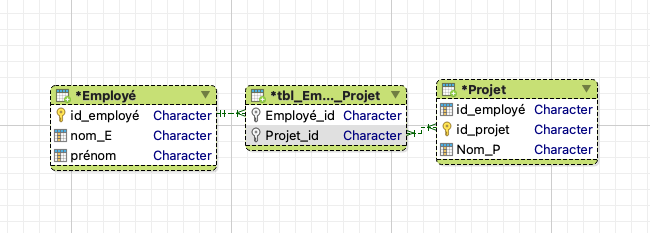 *Employé
id_employé Character
nom_E Character
prénom Character
*tbl_Em..._Projet
Employé_id Character
Projet_id Character
*Projet
id_employé Character
id_projet Character
Nom_P Character